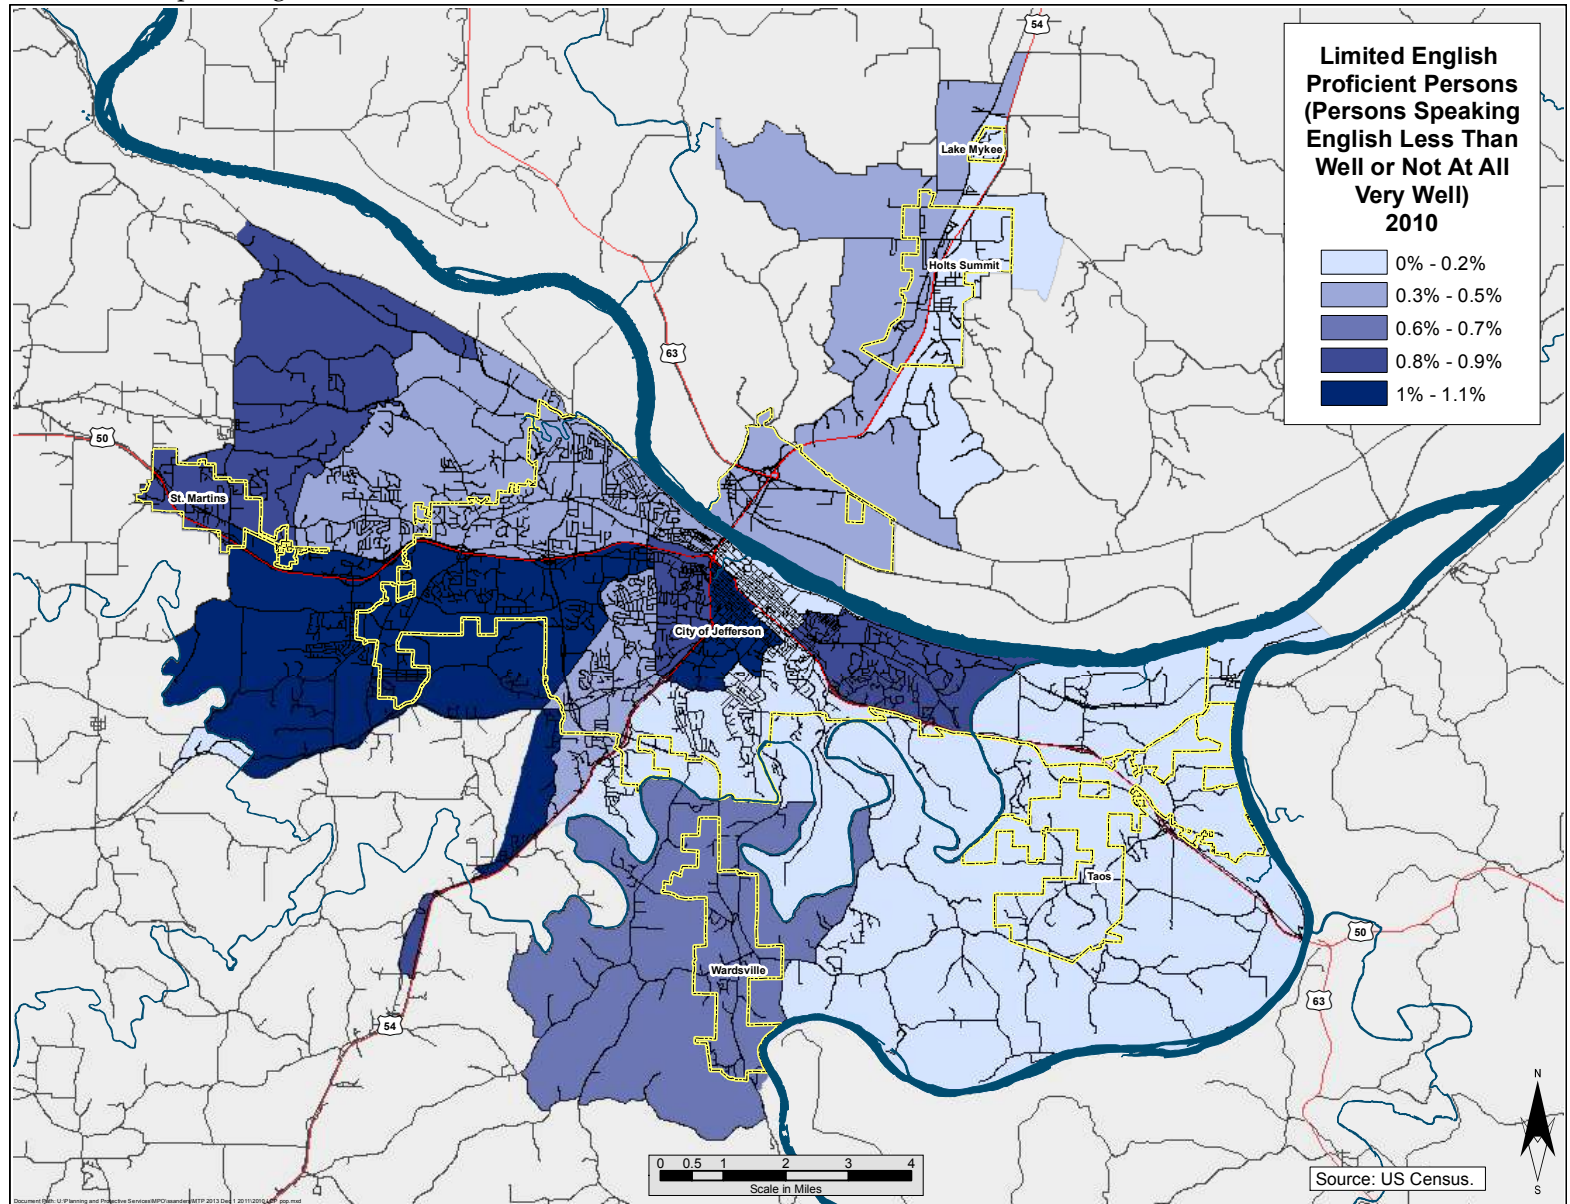 54
Limited English
Proficient Persons
(Persons Speaking
English Less Than
Well or Not At All
Very Well)
2010
0% - 0.2%
0.3% - 0.5%
0.6% - 0.7%
0.8% - 0.9%
1% - 1.1%
Lake Mykee
Holts Summit
63
50
St. Martins
City of Jefferson
Taos
50
Wardsville
63
54
N
S
0 0.5 1 2 3 4
Scale in Miles
Source: US Census.